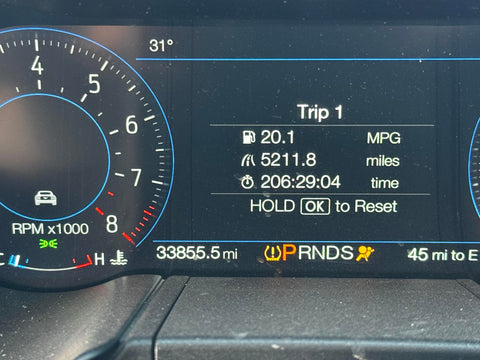 31°
4
5
6
7
8
RPM x1000
C H
Trip 1
20.1 MPG
5211.8 miles
206:29:04 time
HOLD OK to Reset
33855.5 mi
PRNDS
45 mi to E